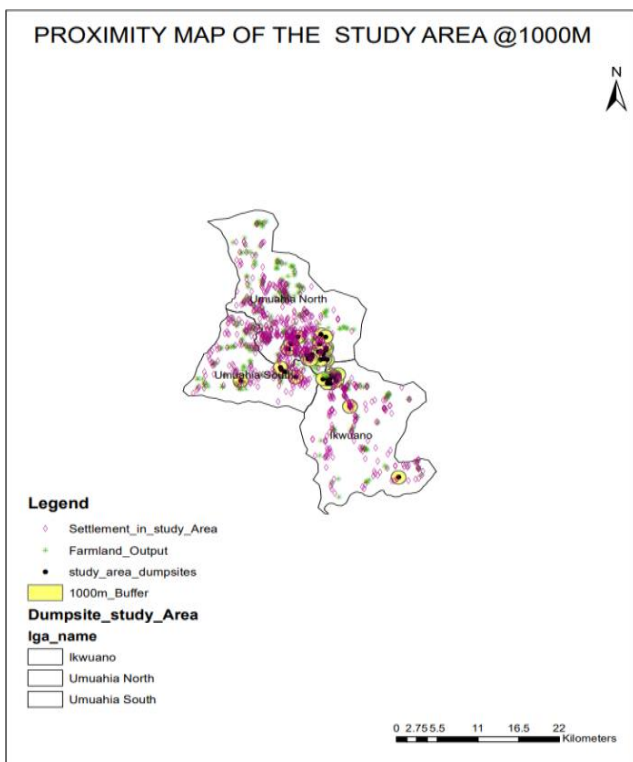 PROXIMITY MAP OF THE STUDY AREA @1000M
N
Umuahia North
Umuahia South
Ikwuano
Legend
Settlement_in_study_Area
Farmland_Output
study_area_dumpsites
1000m_Buffer
Dumpsite_study_Area
lga_name
Ikwuano
Umuahia North
Umuahia South
0 2.75 5.5 11 16.5 22
Kilometers